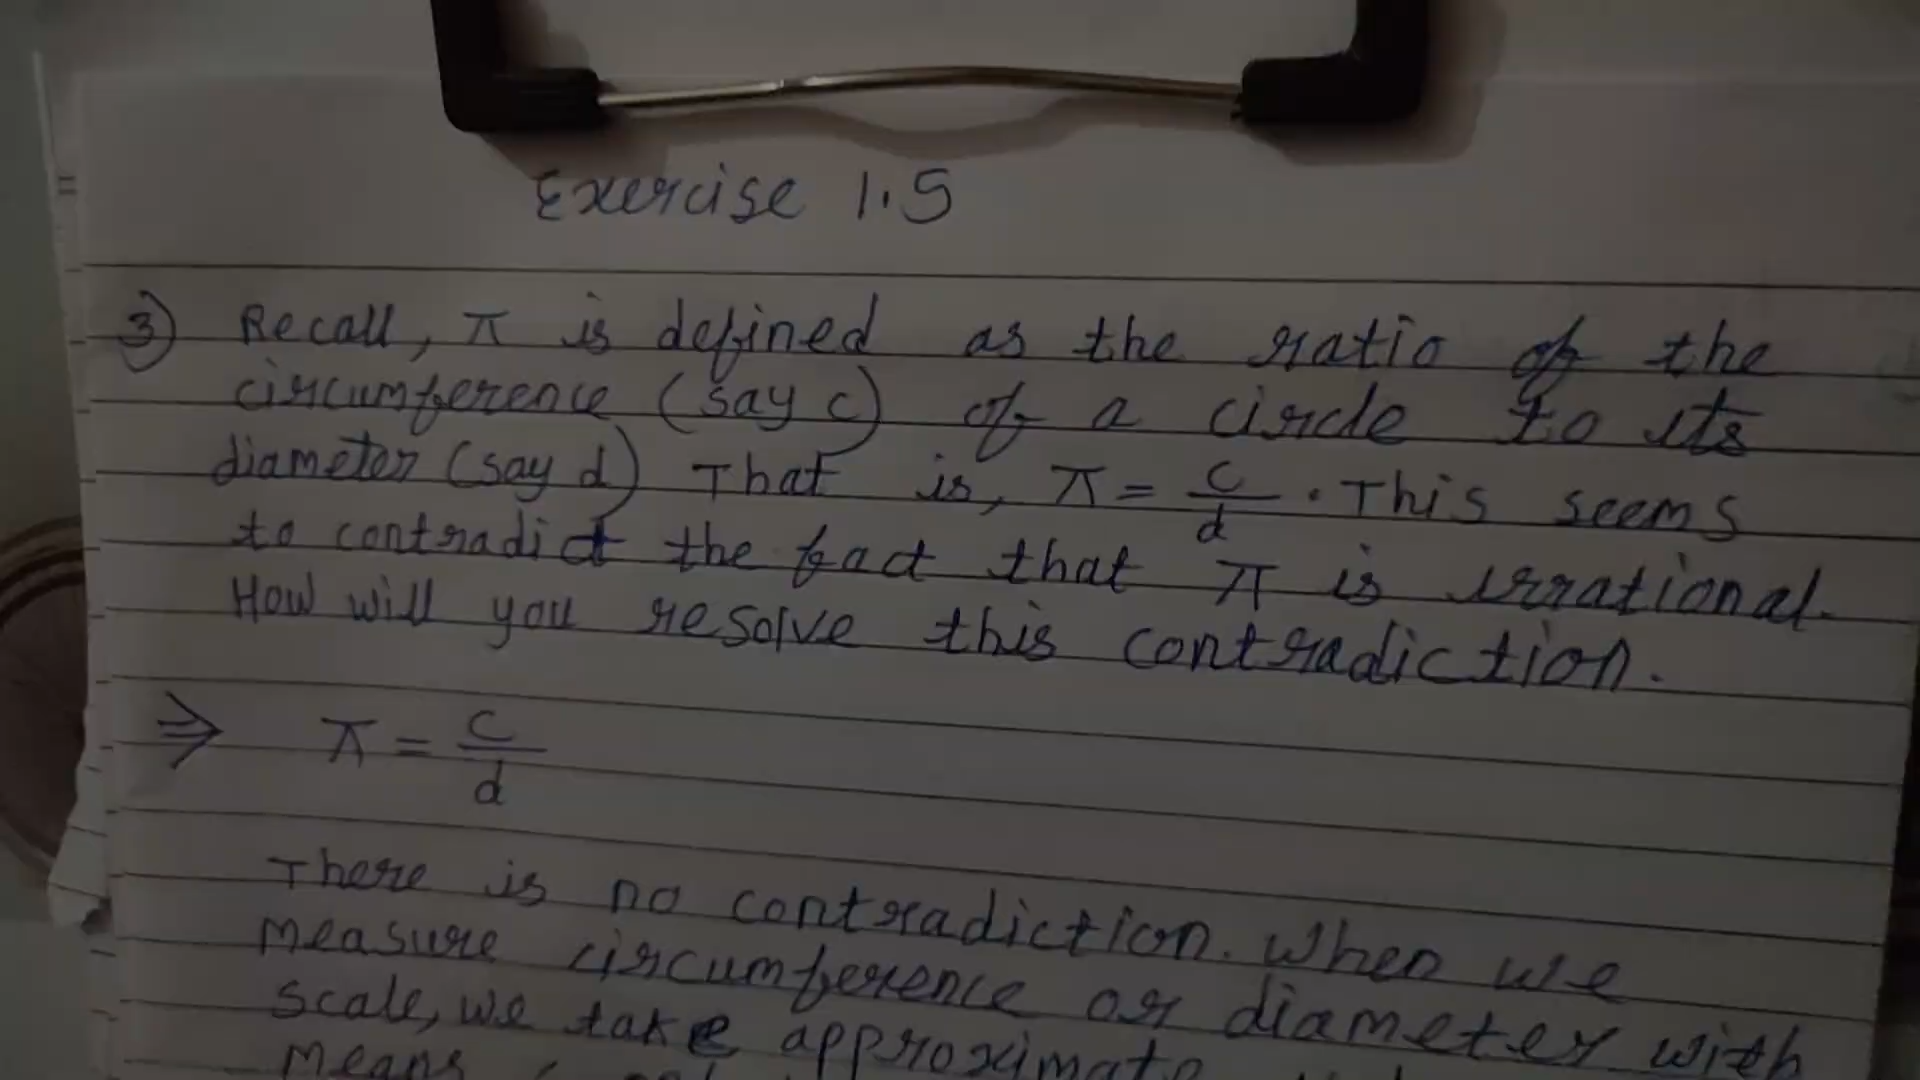 Exercise 1.5
3) Recall, π is defined as the ratio of the
circumference (say c) of a circle to its
diameter (say d) That is, π = c/d . This seems
to contradict the fact that π is irrational.
How will you resolve this contradiction.
⇒ π = c/d
There is no contradiction. When we
measure circumference or diameter with
scale, we take approximate
means